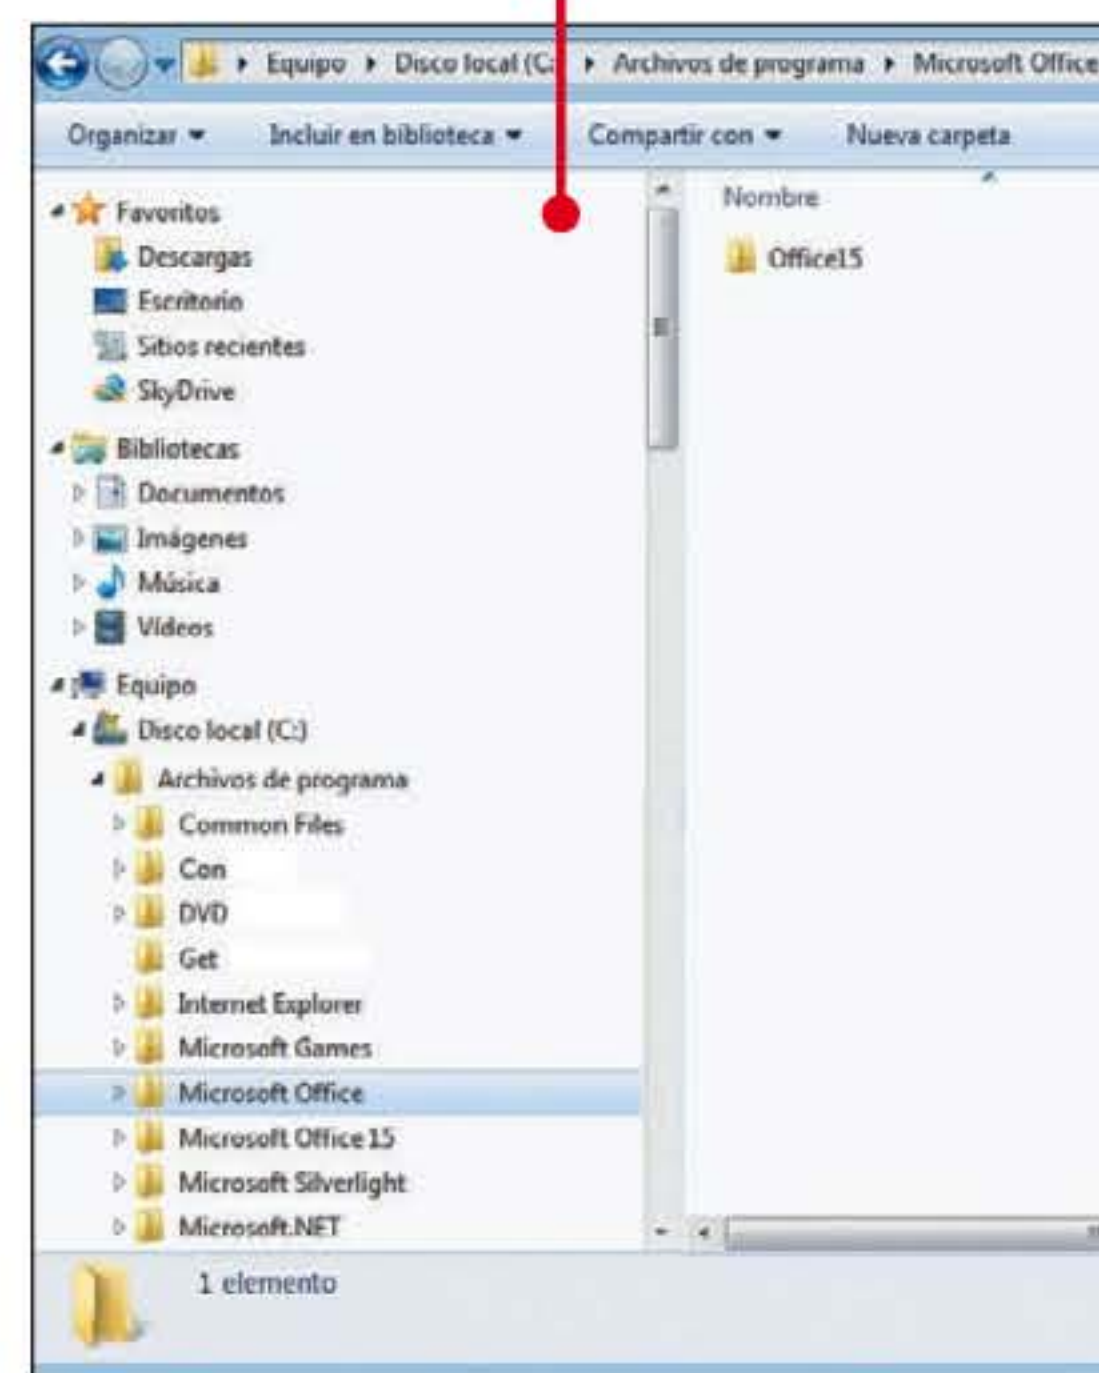 Equipo Disco local (C: Archivos de programa Microsoft Office
Organizar Incluir en biblioteca Compartir con Nueva carpeta
Favoritos
Descargas
Escritorio
Sitios recientes
SkyDrive
Bibliotecas
Documentos
Imágenes
Música
Vídeos
Equipo
Disco local (C:)
Archivos de programa
Common Files
Con
DVD
Get
Internet Explorer
Microsoft Games
Microsoft Office
Microsoft Office 15
Microsoft Silverlight
Microsoft.NET
Nombre
Office15
1 elemento